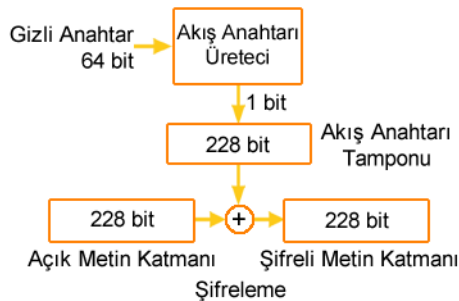 Gizli Anahtar
64 bit
Akış Anahtarı
Üreteci
1 bit
228 bit
Akış Anahtarı
Tamponu
228 bit
+
228 bit
Açık Metin Katmanı
Şifreli Metin Katmanı
Şifreleme